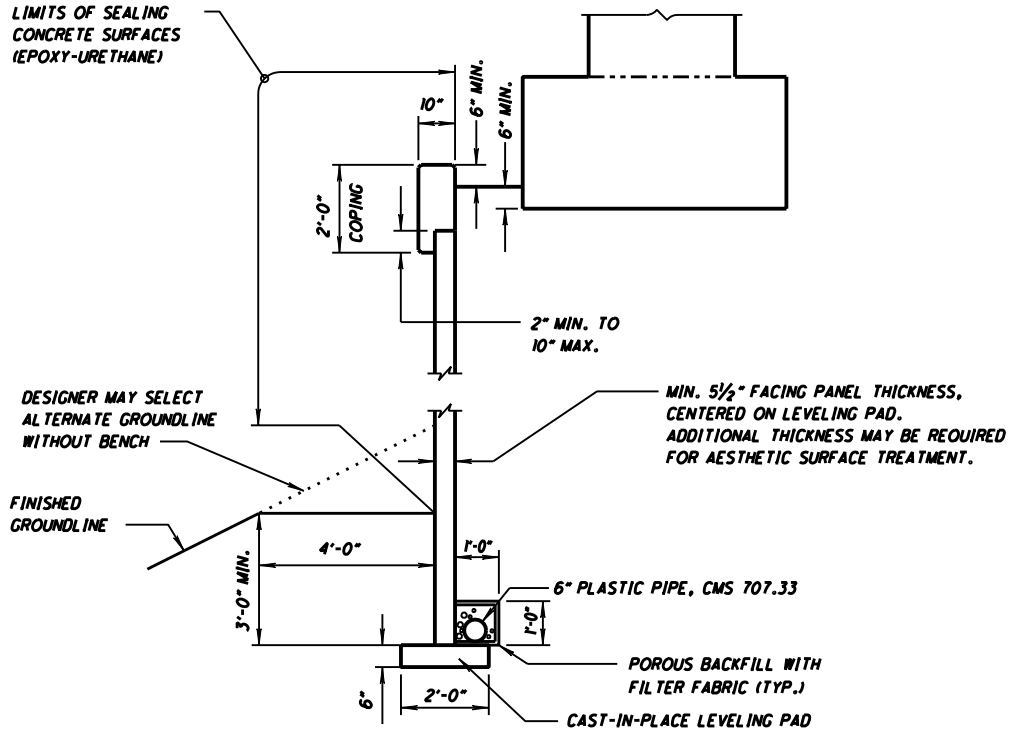 LIMITS OF SEALING
CONCRETE SURFACES
(EPOXY-URETHANE)
10"
6" MIN.
6" MIN.
2'-0"
COPING
2" MIN. TO
10" MAX.
DESIGNER MAY SELECT
ALTERNATE GROUNDLINE
WITHOUT BENCH
MIN. 5½" FACING PANEL THICKNESS,
CENTERED ON LEVELING PAD.
ADDITIONAL THICKNESS MAY BE REQUIRED
FOR AESTHETIC SURFACE TREATMENT.
FINISHED
GROUNDLINE
4'-0"
1'-0"
3'-0" MIN.
6" PLASTIC PIPE, CMS 707.33
1'-0"
POROUS BACKFILL WITH
FILTER FABRIC (TYP.)
6"
2'-0"
CAST-IN-PLACE LEVELING PAD